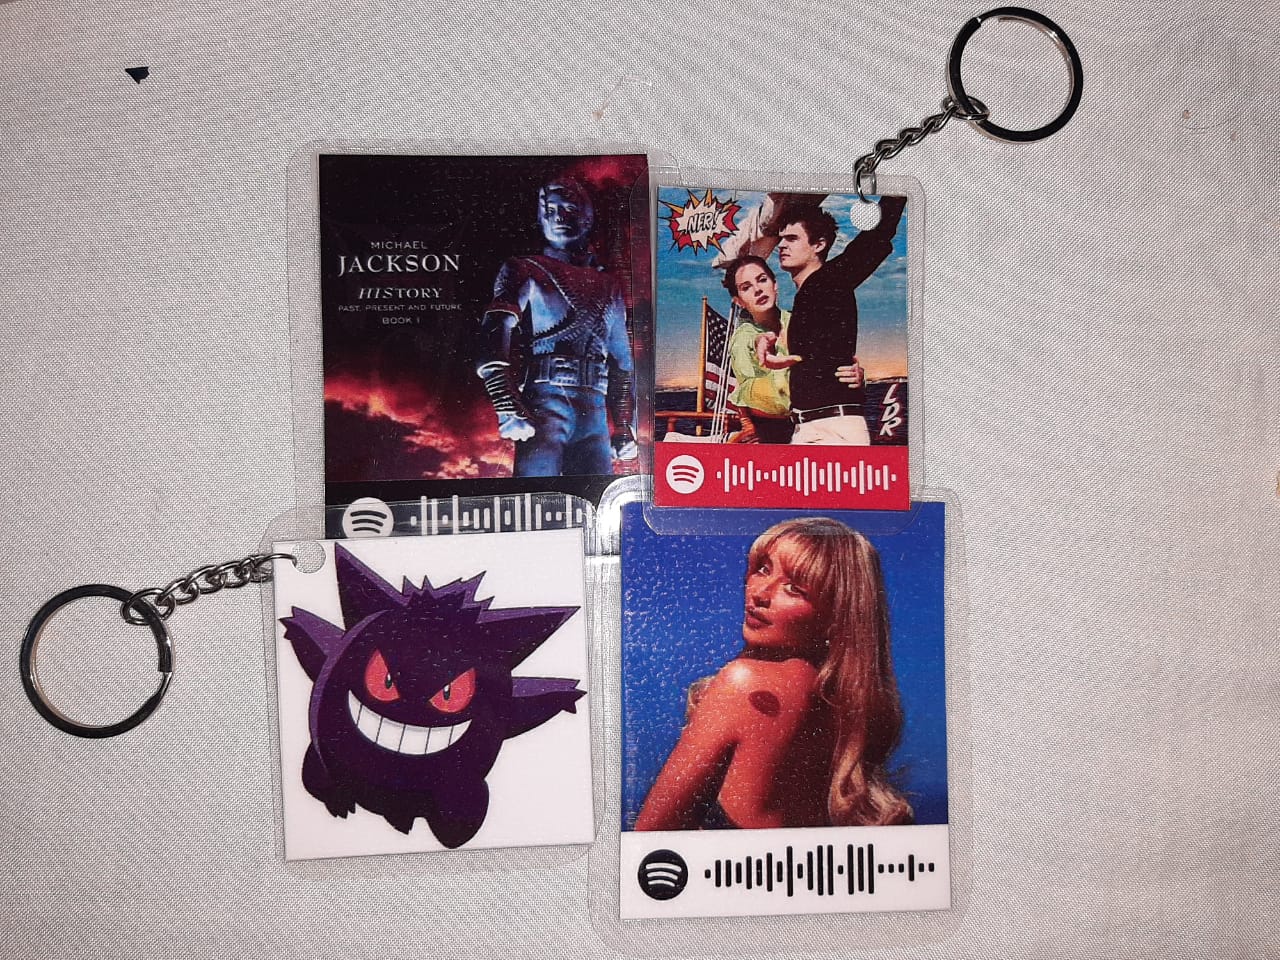 MICHAEL
JACKSON
HISTORY
PAST, PRESENT AND FUTURE
BOOK I
NFR!
LDR